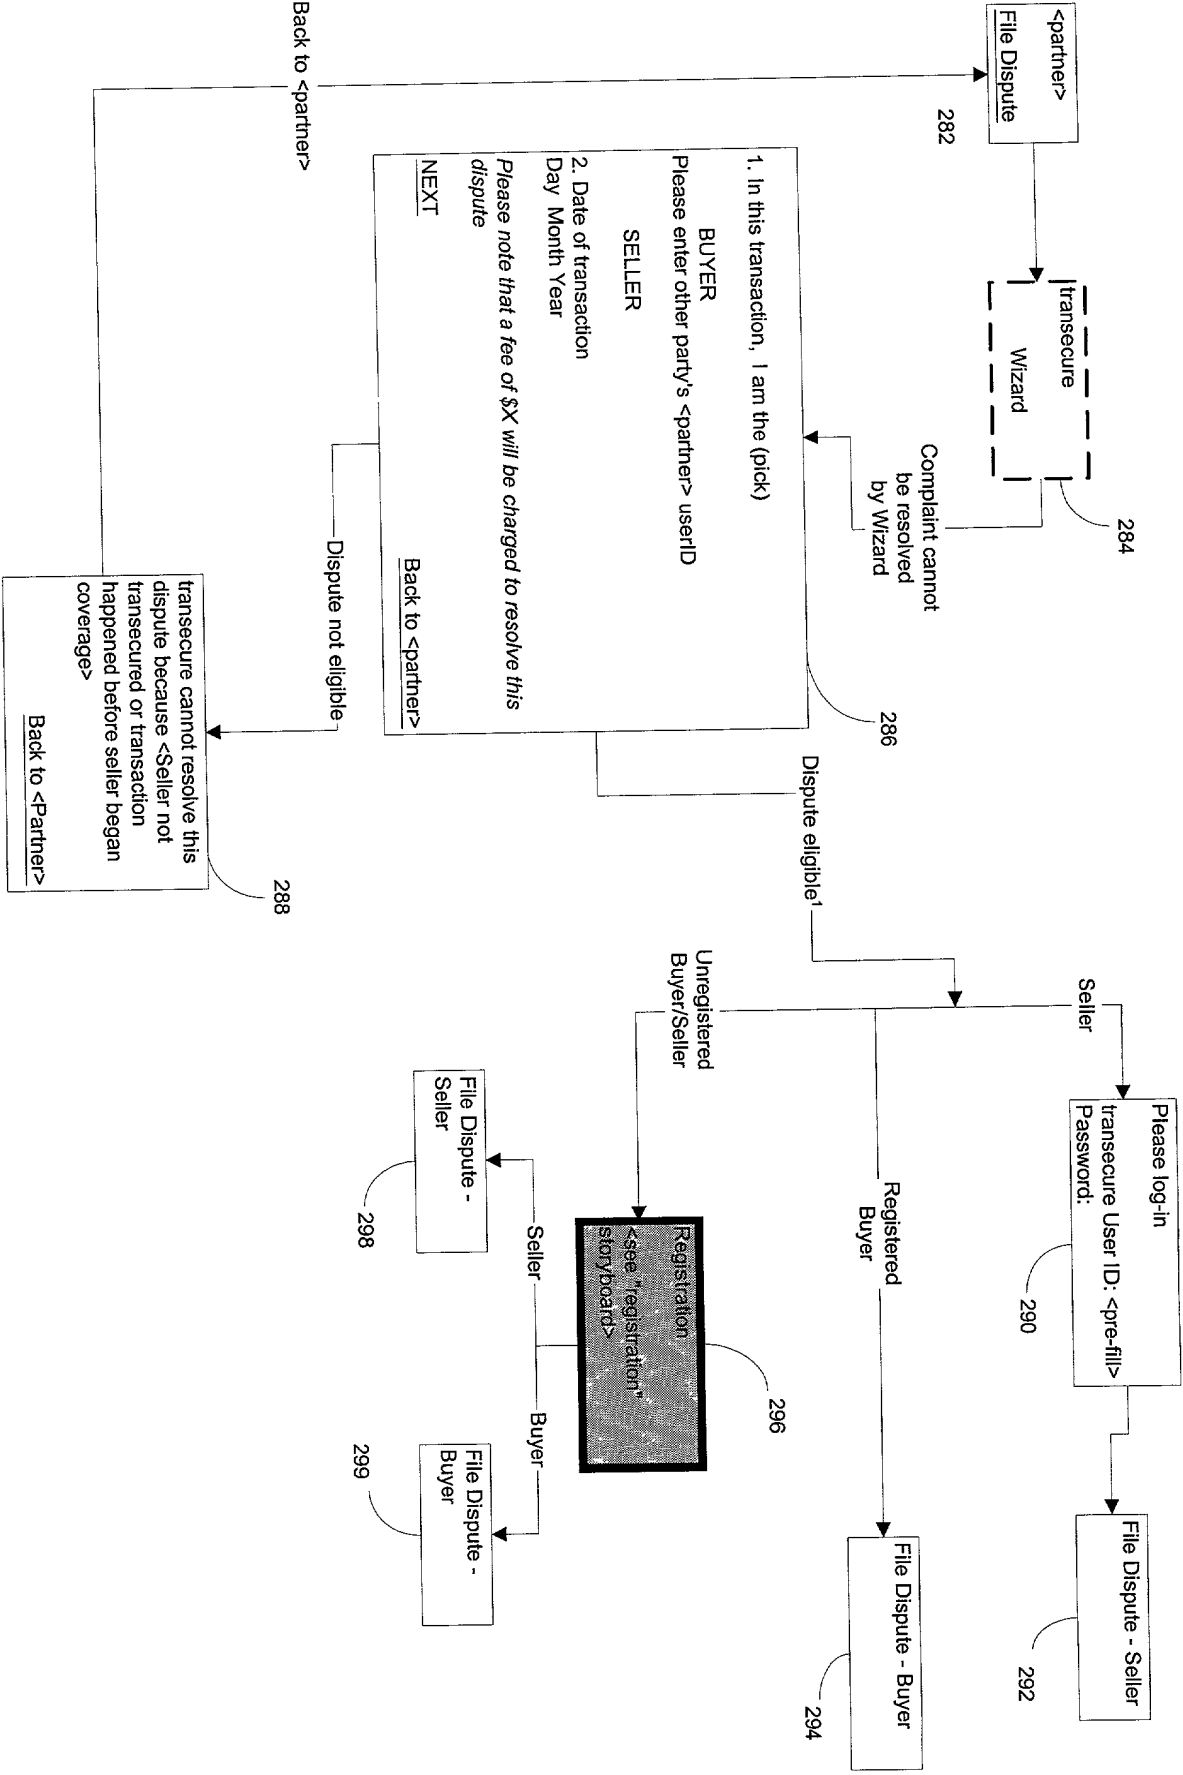 <partner>
File Dispute
282
transecure
Wizard
284
Complaint cannot
be resolved
by Wizard
1. In this transaction, I am the (pick)
BUYER
Please enter other party's <partner> userID
SELLER
2. Date of transaction
Day Month Year
Please note that a fee of $X will be charged to resolve this
dispute
NEXT
Back to <partner>
286
Back to <partner>
Dispute not eligible
transecure cannot resolve this
dispute because <Seller not
transecured or transaction
happened before seller began
coverage>
Back to <Partner>
288
Dispute eligible¹
Seller
Please log-in
transecure User ID: <pre-fill>
Password:
290
File Dispute - Seller
292
Registered
Buyer
File Dispute - Buyer
294
Unregistered
Buyer/Seller
Registration
<see "registration"
storyboard>
296
Seller
File Dispute -
Seller
298
Buyer
File Dispute -
Buyer
299